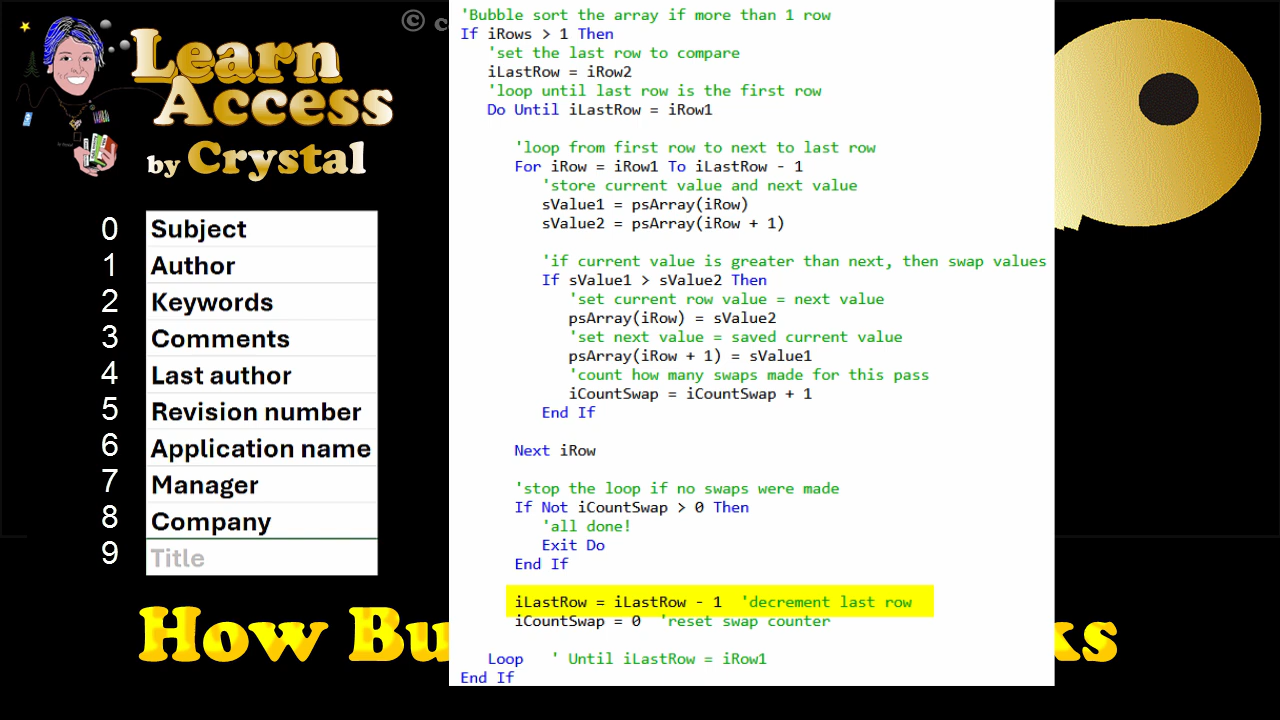 ©
Learn
Access
by Crystal
0 Subject
1 Author
2 Keywords
3 Comments
4 Last author
5 Revision number
6 Application name
7 Manager
8 Company
9 Title
'Bubble sort the array if more than 1 row
If iRows > 1 Then
'set the last row to compare
iLastRow = iRow2
'loop until last row is the first row
Do Until iLastRow = iRow1
'loop from first row to next to last row
For iRow = iRow1 To iLastRow - 1
'store current value and next value
sValue1 = psArray(iRow)
sValue2 = psArray(iRow + 1)
'if current value is greater than next, then swap values
If sValue1 > sValue2 Then
'set current row value = next value
psArray(iRow) = sValue2
'set next value = saved current value
psArray(iRow + 1) = sValue1
'count how many swaps made for this pass
iCountSwap = iCountSwap + 1
End If
Next iRow
'stop the loop if no swaps were made
If Not iCountSwap > 0 Then
'all done!
Exit Do
End If
iLastRow = iLastRow - 1 'decrement last row
iCountSwap = 0 'reset swap counter
Loop ' Until iLastRow = iRow1
End If
How Bu ks